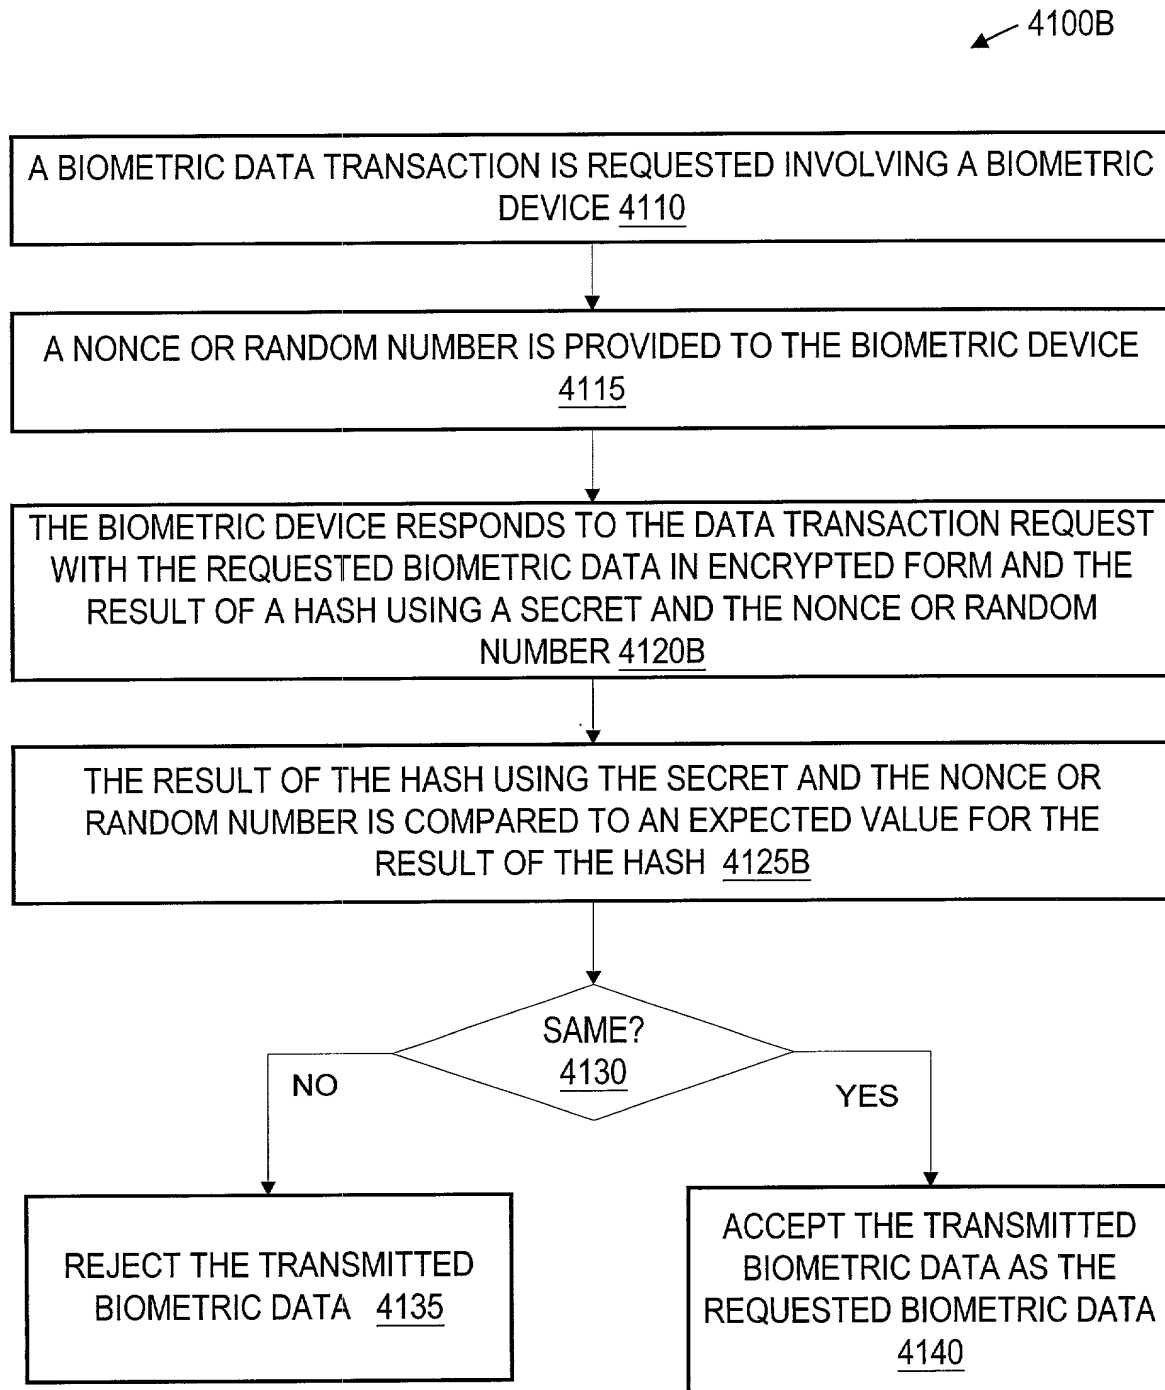 4100B
A BIOMETRIC DATA TRANSACTION IS REQUESTED INVOLVING A BIOMETRIC
DEVICE 4110
A NONCE OR RANDOM NUMBER IS PROVIDED TO THE BIOMETRIC DEVICE
4115
THE BIOMETRIC DEVICE RESPONDS TO THE DATA TRANSACTION REQUEST
WITH THE REQUESTED BIOMETRIC DATA IN ENCRYPTED FORM AND THE
RESULT OF A HASH USING A SECRET AND THE NONCE OR RANDOM
NUMBER 4120B
THE RESULT OF THE HASH USING THE SECRET AND THE NONCE OR
RANDOM NUMBER IS COMPARED TO AN EXPECTED VALUE FOR THE
RESULT OF THE HASH 4125B
SAME?
4130
NO
YES
REJECT THE TRANSMITTED
BIOMETRIC DATA 4135
ACCEPT THE TRANSMITTED
BIOMETRIC DATA AS THE
REQUESTED BIOMETRIC DATA
4140